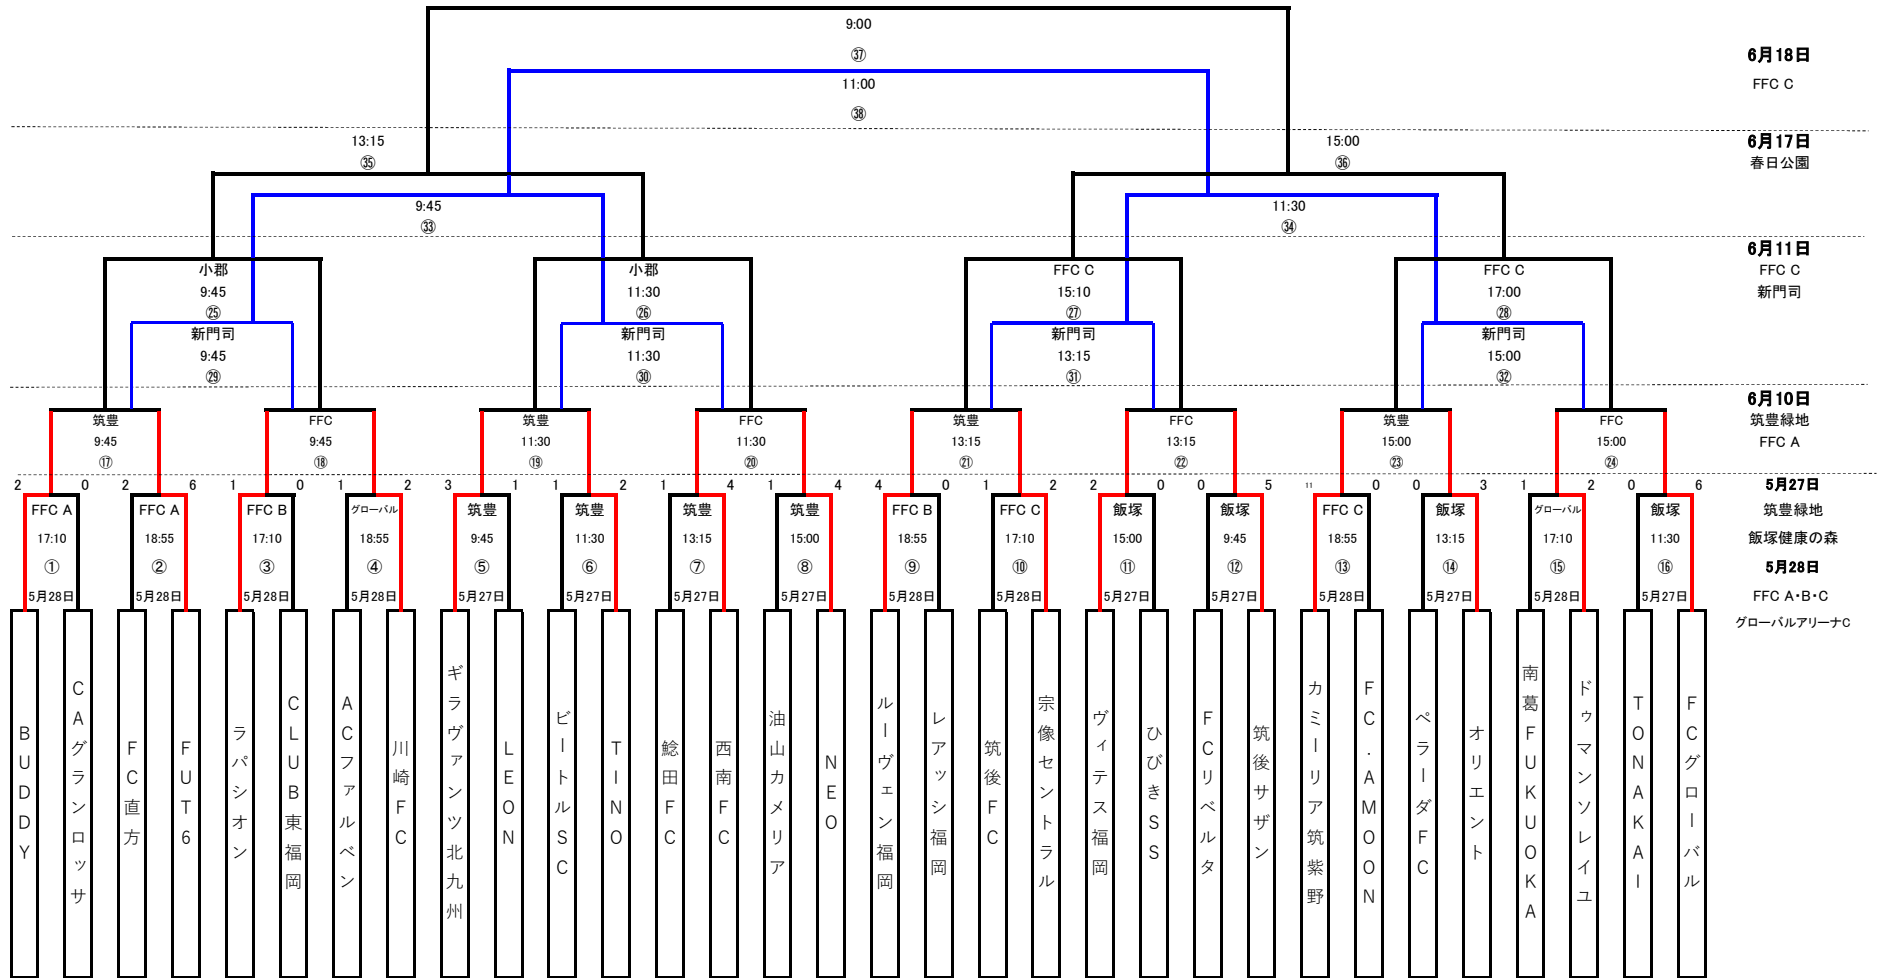 9:00
㊲
6月18日
11:00
FFC C
㊳
13:15
15:00
6月17日
㉟
㊱
春日公園
9:45
11:30
㉝
㉞
6月11日
小郡
小郡
FFC C
FFC C
FFC C
9:45
11:30
15:10
17:00
新門司
㉕
㉖
㉗
㉘
新門司
新門司
新門司
新門司
9:45
11:30
13:15
15:00
㉙
㉚
㉛
㉜
6月10日
筑豊
FFC
筑豊
FFC
筑豊
FFC
筑豊
FFC
筑豊緑地
9:45
9:45
11:30
11:30
13:15
13:15
15:00
15:00
FFC A
⑰
⑱
⑲
⑳
㉑
㉒
㉓
㉔
2 0 2 6 1 0 1 2 3 1 1 2 1 4 1 4 4 0 1 2 2 0 0 5 11 0 0 3 1 2 0 6
5月27日
FFC A
FFC A
FFC B
グローバル
筑豊
筑豊
筑豊
筑豊
FFC B
FFC C
飯塚
飯塚
FFC C
飯塚
グローバル
飯塚
筑豊緑地
17:10
18:55
17:10
18:55
9:45
11:30
13:15
15:00
18:55
17:10
15:00
9:45
18:55
13:15
17:10
11:30
飯塚健康の森
①
②
③
④
⑤
⑥
⑦
⑧
⑨
⑩
⑪
⑫
⑬
⑭
⑮
⑯
5月28日
5月28日
5月28日
5月28日
5月28日
5月27日
5月27日
5月27日
5月27日
5月27日
5月28日
5月27日
5月27日
5月28日
5月27日
5月28日
5月27日
FFC A・B・C
グローバルアリーナC
BUDDY
CAグランロッサ
FC直方
FUT6
ラパシオン
CLUB東福岡
ACファルベン
川崎FC
ギラヴァンツ北九州
LEON
ビートルSC
TINO
鯰田FC
西南FC
油山カメリア
NEO
ルーヴェン福岡
レアッシ福岡
筑後FC
宗像セントラル
ヴィテス福岡
ひびきSS
FCリベルタ
筑後サザン
カミーリア筑紫野
FC.AMOON
ペラーダFC
オリエント
南葛FUKUOKA
ドゥマンソレイユ
TONAKAI
FCグローバル